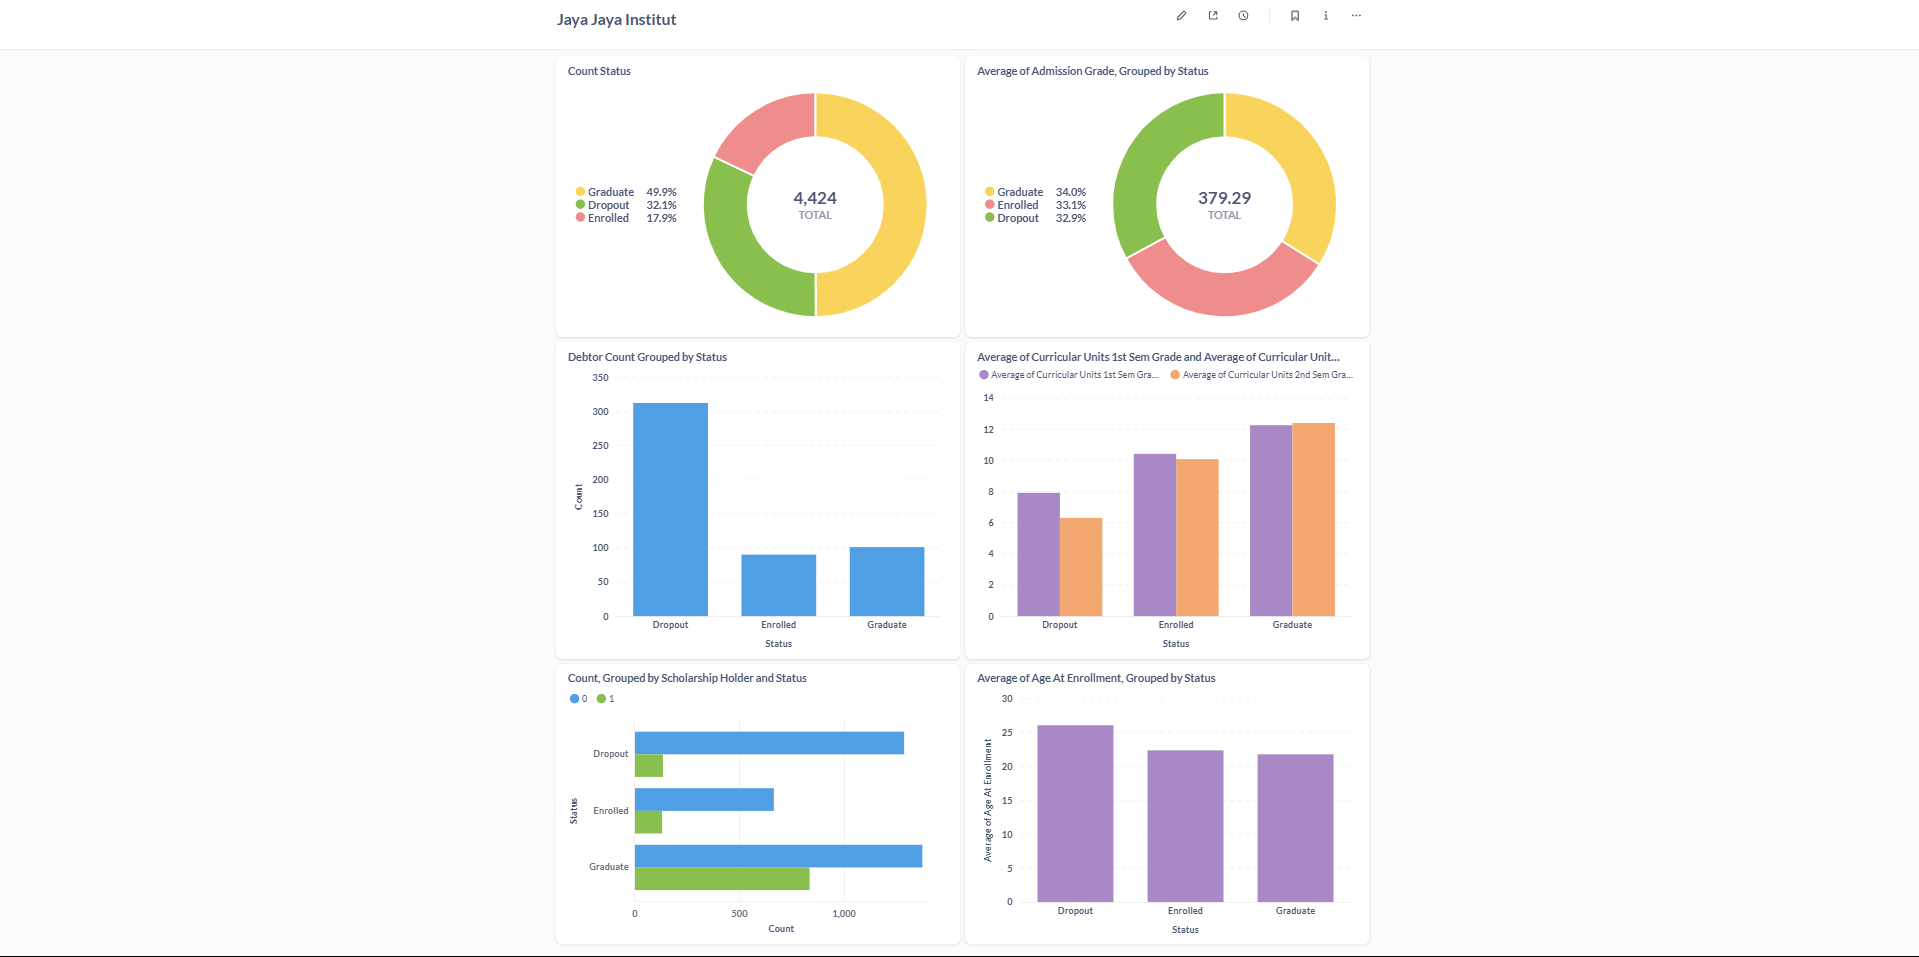 Jaya Jaya Institut
Count Status
Graduate 49.9%
Dropout 32.1%
Enrolled 17.9%
4,424
TOTAL
Average of Admission Grade, Grouped by Status
Graduate 34.0%
Enrolled 33.1%
Dropout 32.9%
379.29
TOTAL
Debtor Count Grouped by Status
350
300
250
200
150
100
50
0
Count
Dropout Enrolled Graduate
Status
Average of Curricular Units 1st Sem Grade and Average of Curricular Unit...
Average of Curricular Units 1st Sem Gra... Average of Curricular Units 2nd Sem Gra...
14
12
10
8
6
4
2
0
Dropout Enrolled Graduate
Status
Count, Grouped by Scholarship Holder and Status
0 1
Status
Dropout
Enrolled
Graduate
0 500 1,000
Count
Average of Age At Enrollment, Grouped by Status
30
25
20
15
10
5
0
Average of Age At Enrollment
Dropout Enrolled Graduate
Status